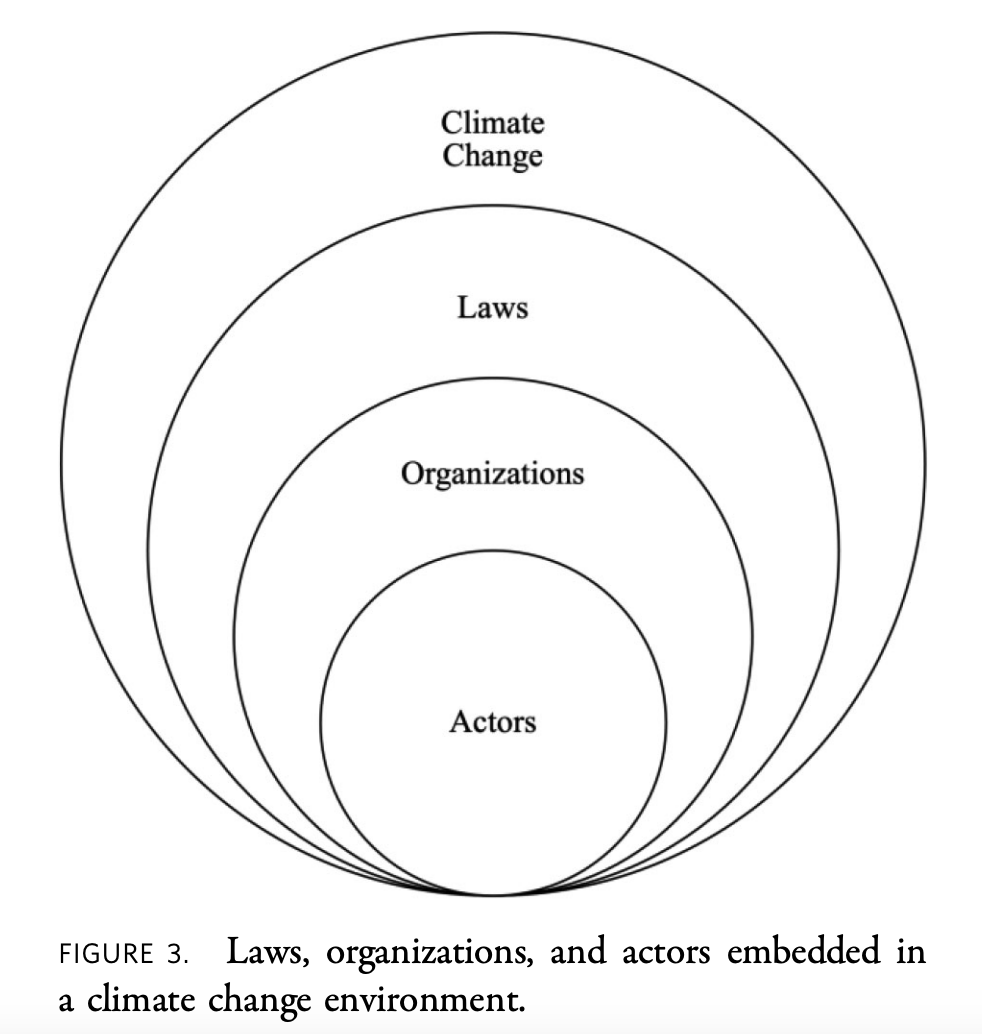 Climate
Change
Laws
Organizations
Actors
FIGURE 3. Laws, organizations, and actors embedded in
a climate change environment.